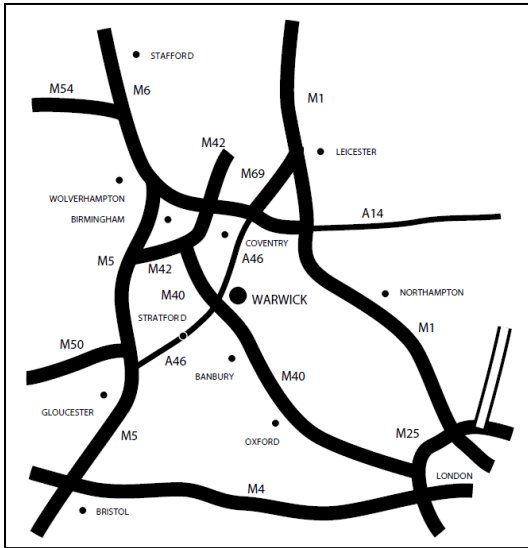 STAFFORD
M54
M6
M1
M42
LEICESTER
M69
WOLVERHAMPTON
BIRMINGHAM
A14
COVENTRY
M5
M42
A46
M40
WARWICK
NORTHAMPTON
STRATFORD
M1
M50
A46
BANBURY
M40
GLOUCESTER
M5
OXFORD
M25
LONDON
M4
BRISTOL